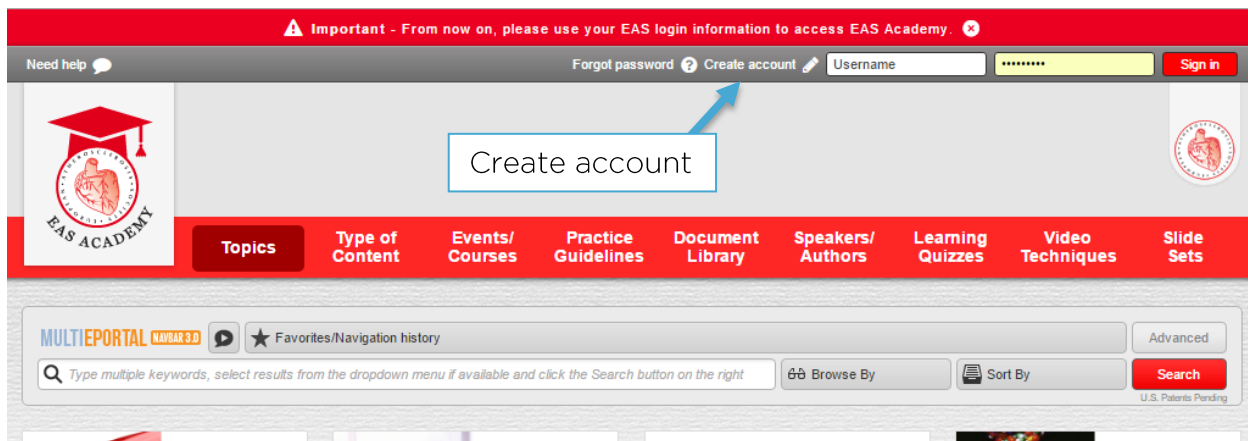 Important - From now on, please use your EAS login information to access EAS Academy.
Need help
Forgot password ? Create account
Username
•••••••••
Sign in
Create account
EUROPEAN ATHEROSCLEROSIS SOCIETY
EAS ACADEMY
Topics
Type of Content
Events/ Courses
Practice Guidelines
Document Library
Speakers/ Authors
Learning Quizzes
Video Techniques
Slide Sets
MULTIEPORTAL NAVBAR 3.0
Favorites/Navigation history
Advanced
Type multiple keywords, select results from the dropdown menu if available and click the Search button on the right
Browse By
Sort By
Search
U.S. Patents Pending